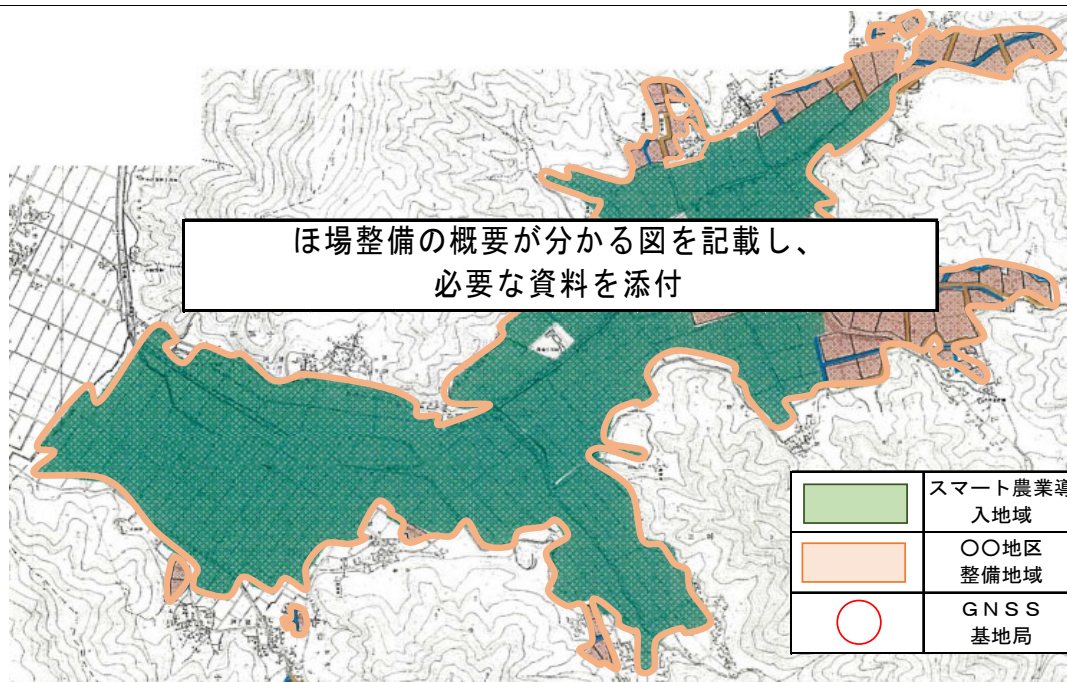 ほ場整備の概要が分かる図を記載し、
必要な資料を添付
スマート農業導
入地域
〇〇地区
整備地域
ＧＮＳＳ
基地局